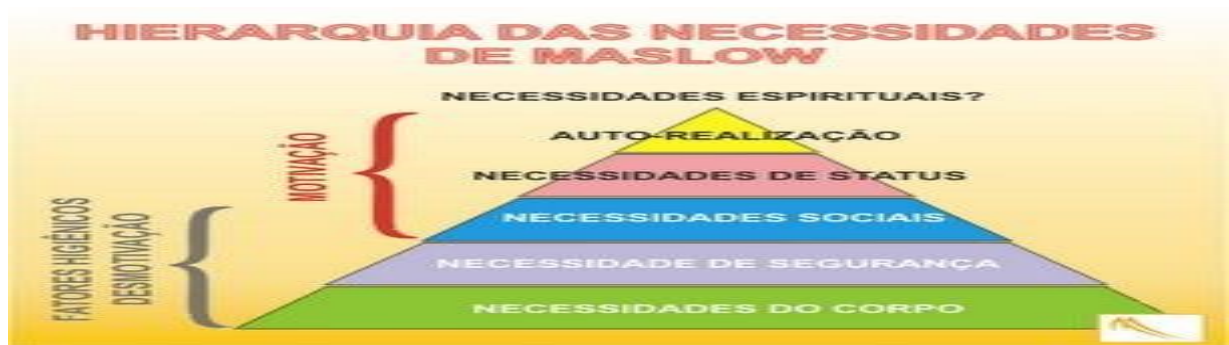 HIERARQUIA DAS NECESSIDADES
DE MASLOW
NECESSIDADES ESPIRITUAIS?
AUTO-REALIZAÇÃO
NECESSIDADES DE STATUS
NECESSIDADES SOCIAIS
NECESSIDADE DE SEGURANÇA
NECESSIDADES DO CORPO
MOTIVAÇÃO
FATORES HIGIÊNICOS
DESMOTIVAÇÃO